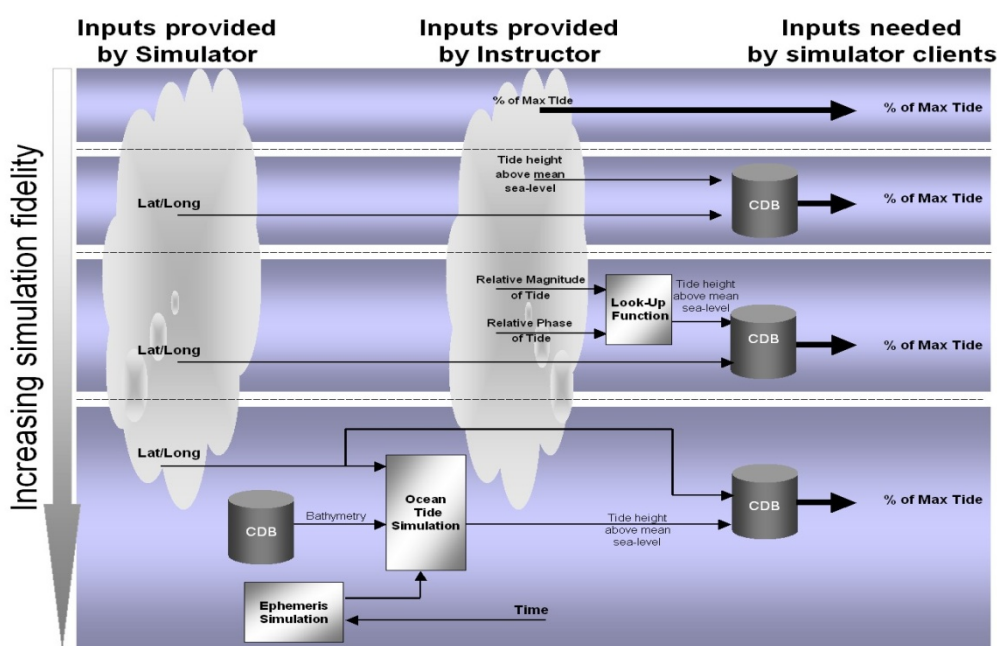 Inputs provided
by Simulator
Inputs provided
by Instructor
Inputs needed
by simulator clients
Increasing simulation fidelity
% of Max Tide
% of Max Tide
Tide height
above mean
sea-level
Lat/Long
CDB
% of Max Tide
Relative Magnitude
of Tide
Relative Phase
of Tide
Look-Up
Function
Tide height
above mean
sea-level
Lat/Long
CDB
% of Max Tide
Lat/Long
CDB
Bathymetry
Ocean
Tide
Simulation
Tide height
above mean
sea-level
CDB
% of Max Tide
Ephemeris
Simulation
Time